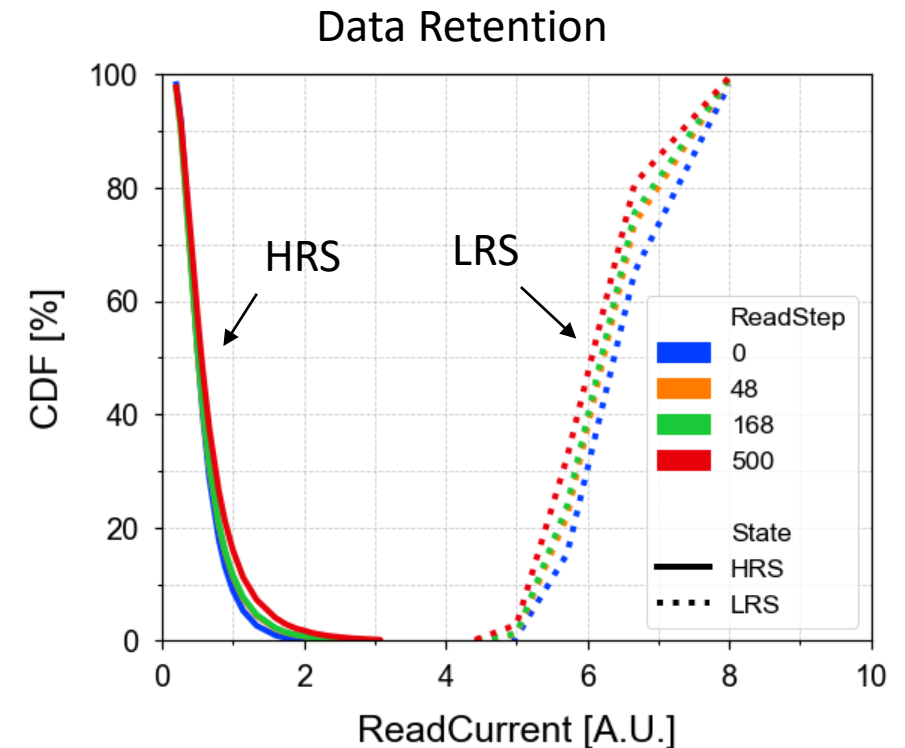 Data Retention
100
80
60
40
20
0
CDF [%]
HRS
LRS
ReadStep
0
48
168
500
State
HRS
LRS
0 2 4 6 8 10
ReadCurrent [A.U.]